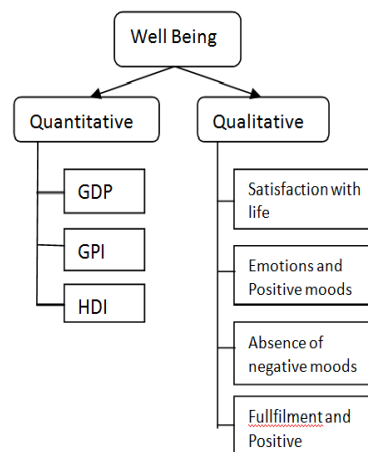 Well Being
Quantitative
Qualitative
GDP
GPI
HDI
Satisfaction with
life
Emotions and
Positive moods
Absence of
negative moods
Fullfilment and
Positive